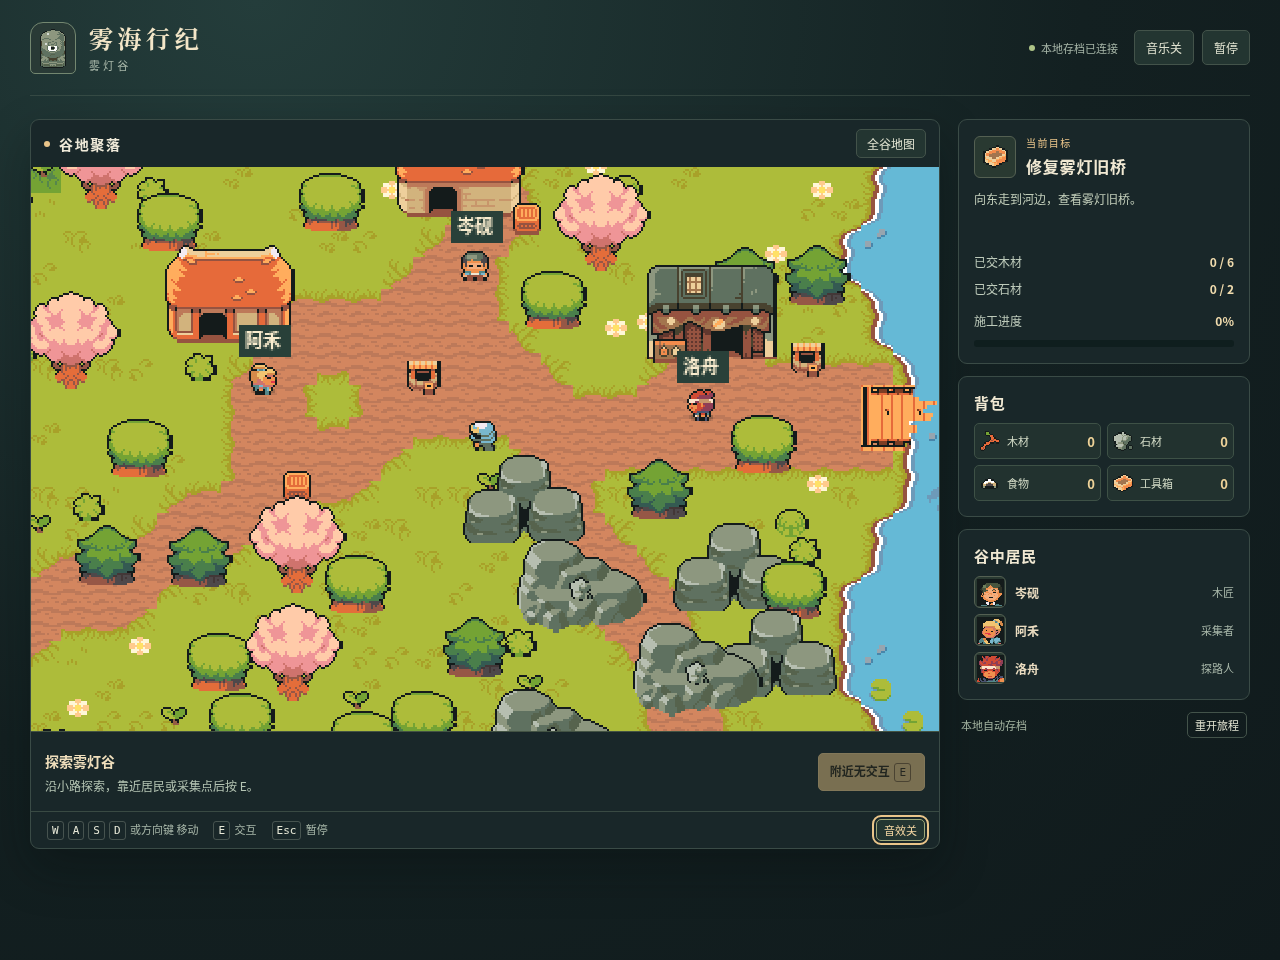 雾海行纪
雾灯谷
本地存档已连接
音乐关
暂停
谷地聚落
全谷地图
岑砚
阿禾
洛舟
探索雾灯谷
沿小路探索，靠近居民或采集点后按 E。
附近无交互 E
W A S D 或方向键 移动 E 交互 Esc 暂停
音效关
当前目标
修复雾灯旧桥
向东走到河边，查看雾灯旧桥。
已交木材 0 / 6
已交石材 0 / 2
施工进度 0%
背包
木材 0 石材 0
食物 0 工具箱 0
谷中居民
岑砚 木匠
阿禾 采集者
洛舟 探路人
本地自动存档 重开旅程